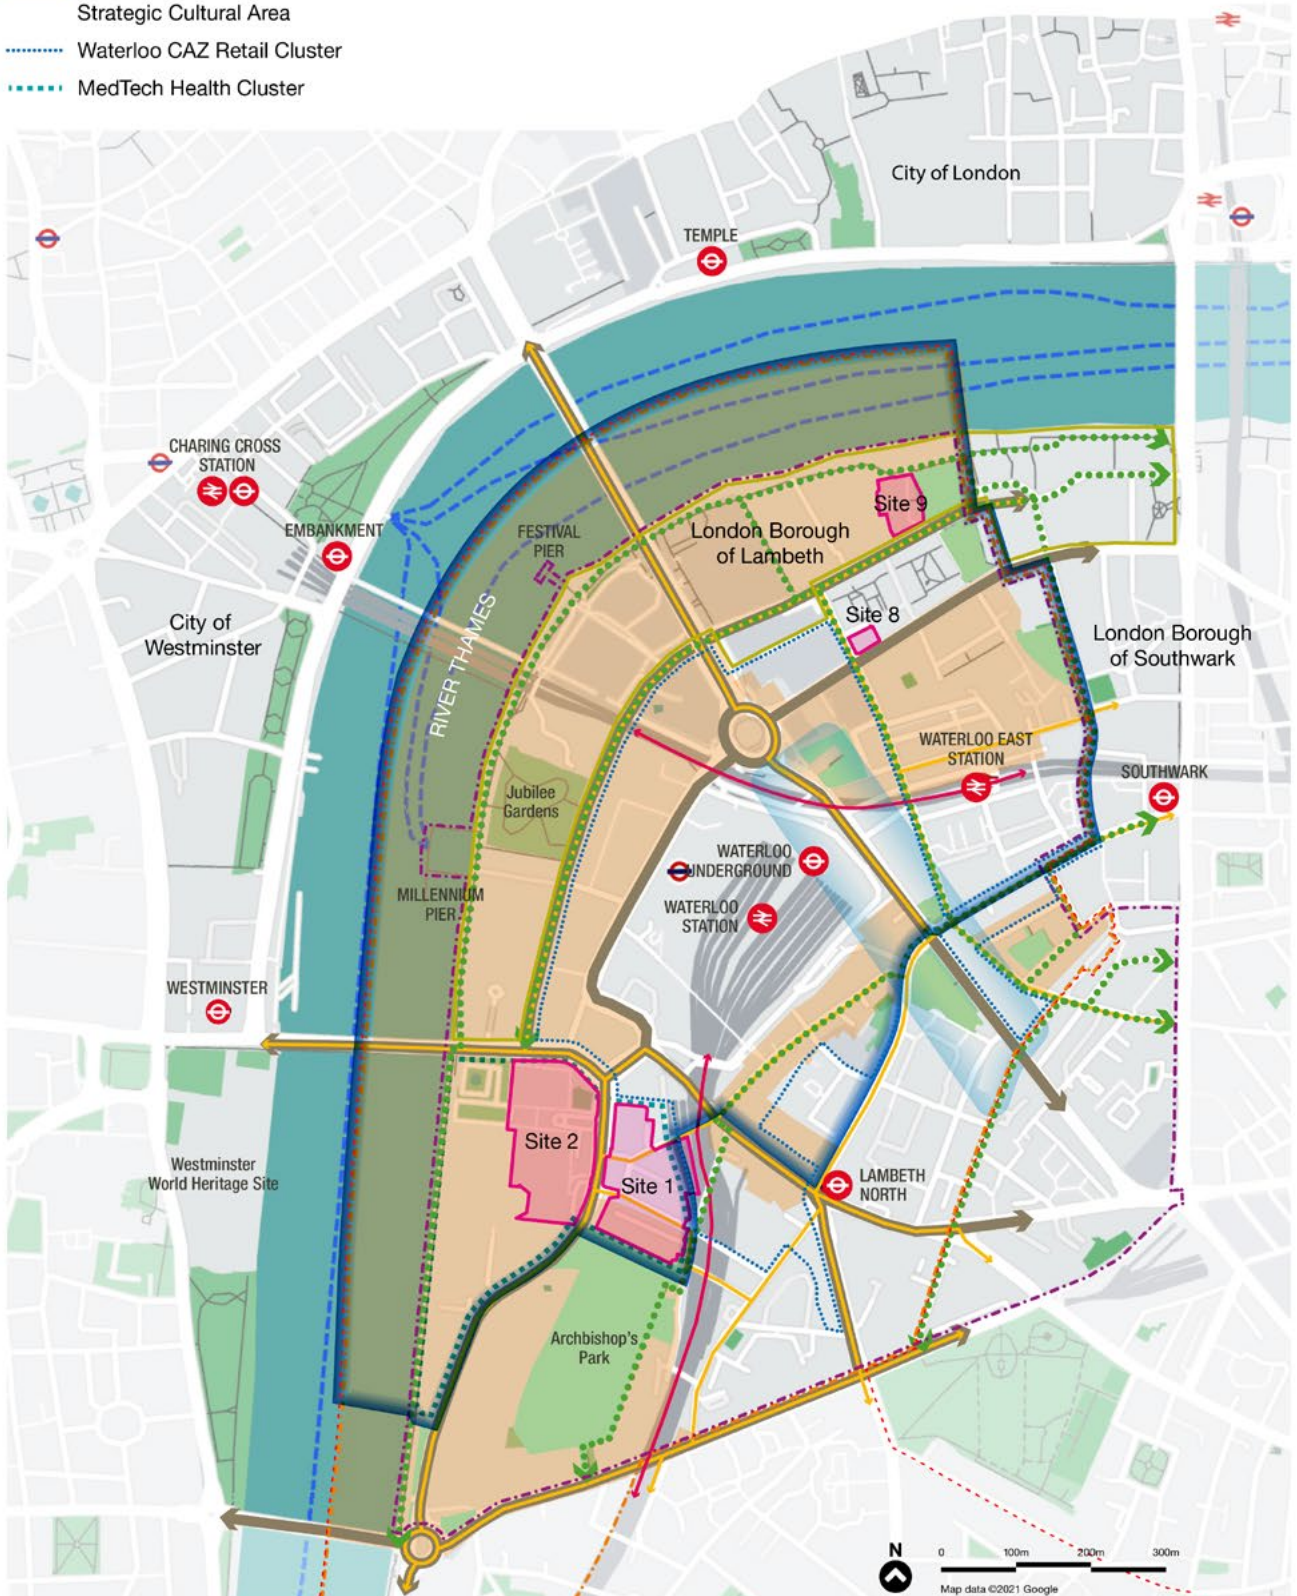 Strategic Cultural Area
Waterloo CAZ Retail Cluster
MedTech Health Cluster
City of London
TEMPLE
CHARING CROSS
STATION
EMBANKMENT
FESTIVAL
PIER
London Borough
of Lambeth
Site 9
City of
Westminster
RIVER THAMES
Site 8
London Borough
of Southwark
WATERLOO EAST
STATION
SOUTHWARK
Jubilee
Gardens
WATERLOO
UNDERGROUND
MILLENNIUM
PIER
WATERLOO
STATION
WESTMINSTER
Site 2
Westminster
World Heritage Site
Site 1
LAMBETH
NORTH
Archbishop's
Park
N
0 100m 200m 300m
Map data ©2021 Google